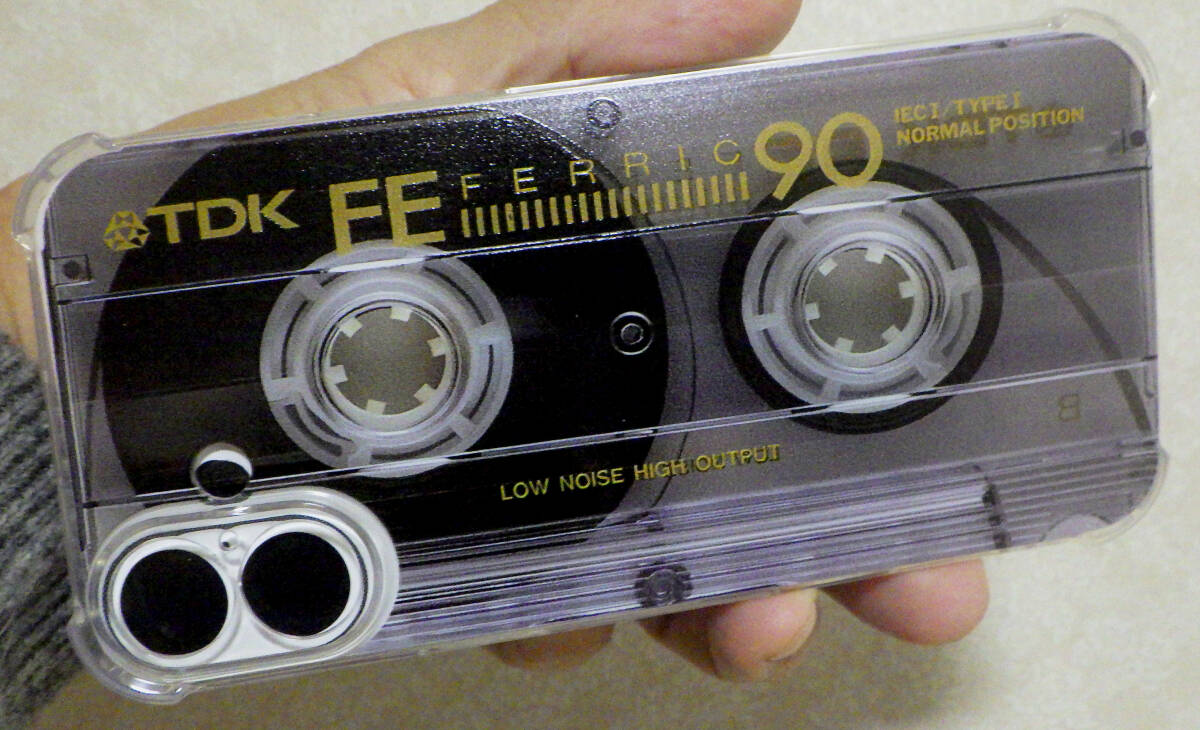 TDK FE FERRIC 90
IEC I/TYPE I
NORMAL POSITION
B
LOW NOISE HIGH OUTPUT